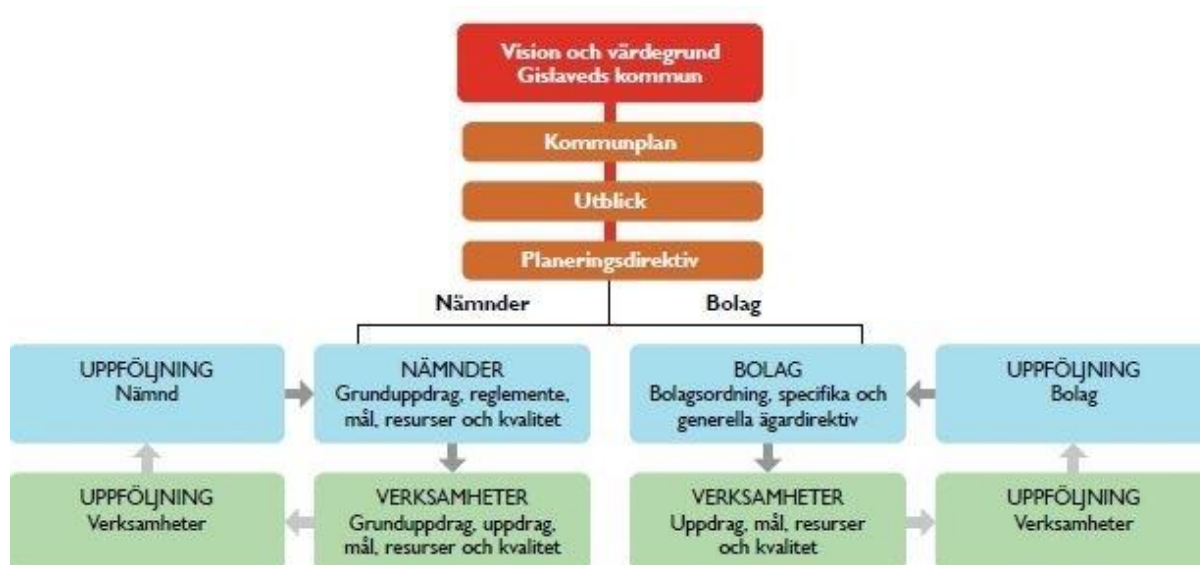 Vision och värdegrund
Gislaveds kommun
Kommunplan
Utblick
Planeringsdirektiv
Nämnder
Bolag
UPPFÖLJNING
Nämnd
NÄMNDER
Grunduppdrag, reglemente,
mål, resurser och kvalitet
BOLAG
Bolagsordning, specifika och
generella ägardirektiv
UPPFÖLJNING
Bolag
UPPFÖLJNING
Verksamheter
VERKSAMHETER
Grunduppdrag, uppdrag,
mål, resurser och kvalitet
VERKSAMHETER
Uppdrag, mål, resurser
och kvalitet
UPPFÖLJNING
Verksamheter